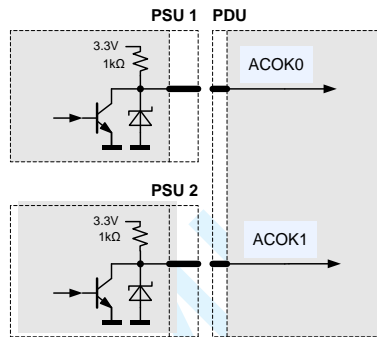 PSU 1 PDU
3.3V
1kΩ
ACOK0
PSU 2
3.3V
1kΩ
ACOK1